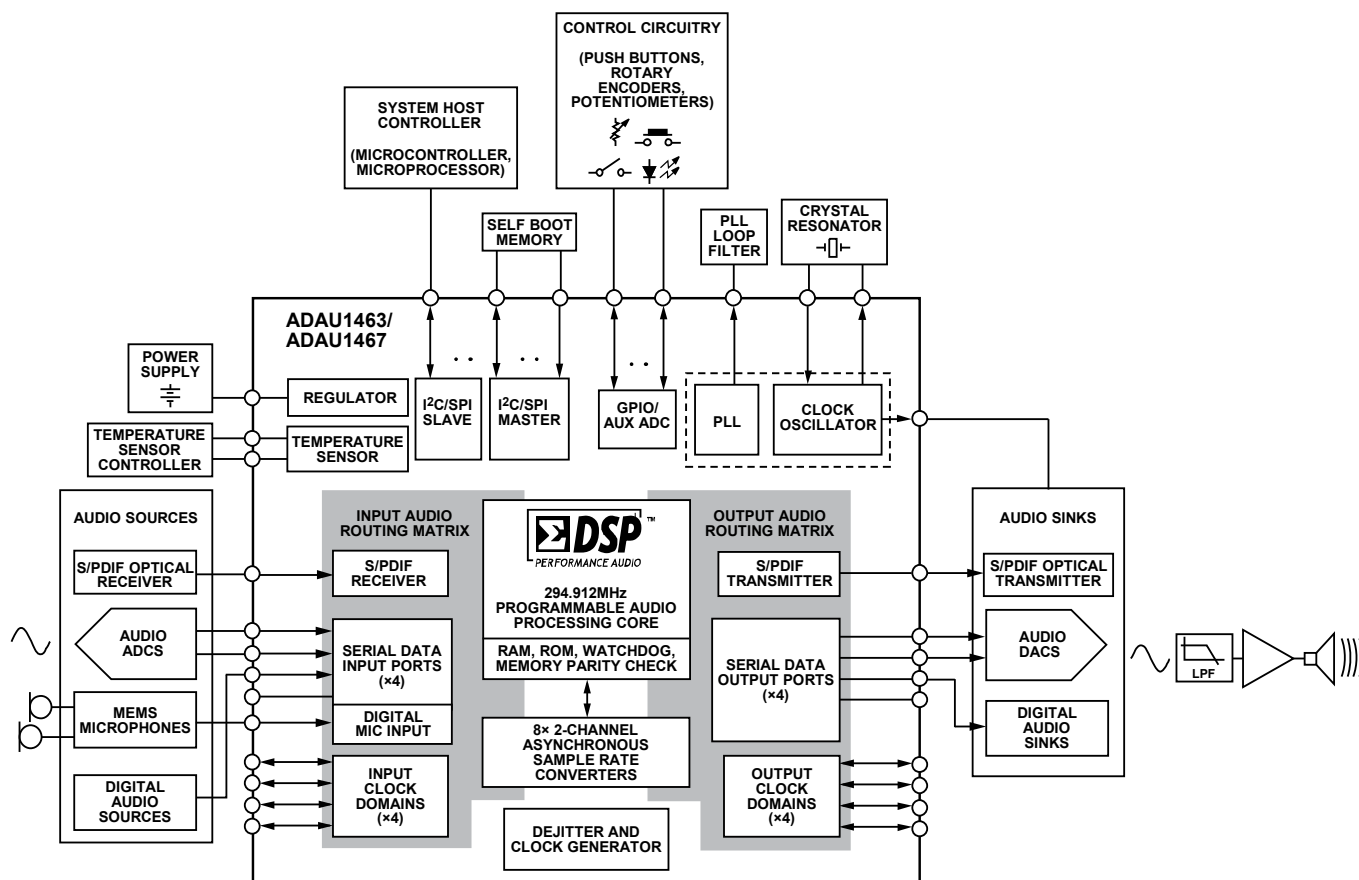 CONTROL CIRCUITRY
(PUSH BUTTONS,
ROTARY
ENCODERS,
POTENTIOMETERS)
SYSTEM HOST
CONTROLLER
(MICROCONTROLLER,
MICROPROCESSOR)
SELF BOOT
MEMORY
PLL
LOOP
FILTER
CRYSTAL
RESONATOR
ADAU1463/
ADAU1467
POWER
SUPPLY
REGULATOR
TEMPERATURE
SENSOR
CONTROLLER
TEMPERATURE
SENSOR
I²C/SPI
SLAVE
I²C/SPI
MASTER
GPIO/
AUX ADC
PLL
CLOCK
OSCILLATOR
AUDIO SOURCES
S/PDIF OPTICAL
RECEIVER
AUDIO
ADCS
MEMS
MICROPHONES
DIGITAL
AUDIO
SOURCES
INPUT AUDIO
ROUTING MATRIX
S/PDIF
RECEIVER
SERIAL DATA
INPUT PORTS
(×4)
DIGITAL
MIC INPUT
INPUT
CLOCK
DOMAINS
(×4)
ΣDSP™
PERFORMANCE AUDIO
294.912MHz
PROGRAMMABLE AUDIO
PROCESSING CORE
RAM, ROM, WATCHDOG,
MEMORY PARITY CHECK
8× 2-CHANNEL
ASYNCHRONOUS
SAMPLE RATE
CONVERTERS
DEJITTER AND
CLOCK GENERATOR
OUTPUT AUDIO
ROUTING MATRIX
S/PDIF
TRANSMITTER
SERIAL DATA
OUTPUT PORTS
(×4)
OUTPUT
CLOCK
DOMAINS
(×4)
AUDIO SINKS
S/PDIF OPTICAL
TRANSMITTER
AUDIO
DACS
DIGITAL
AUDIO
SINKS
LPF